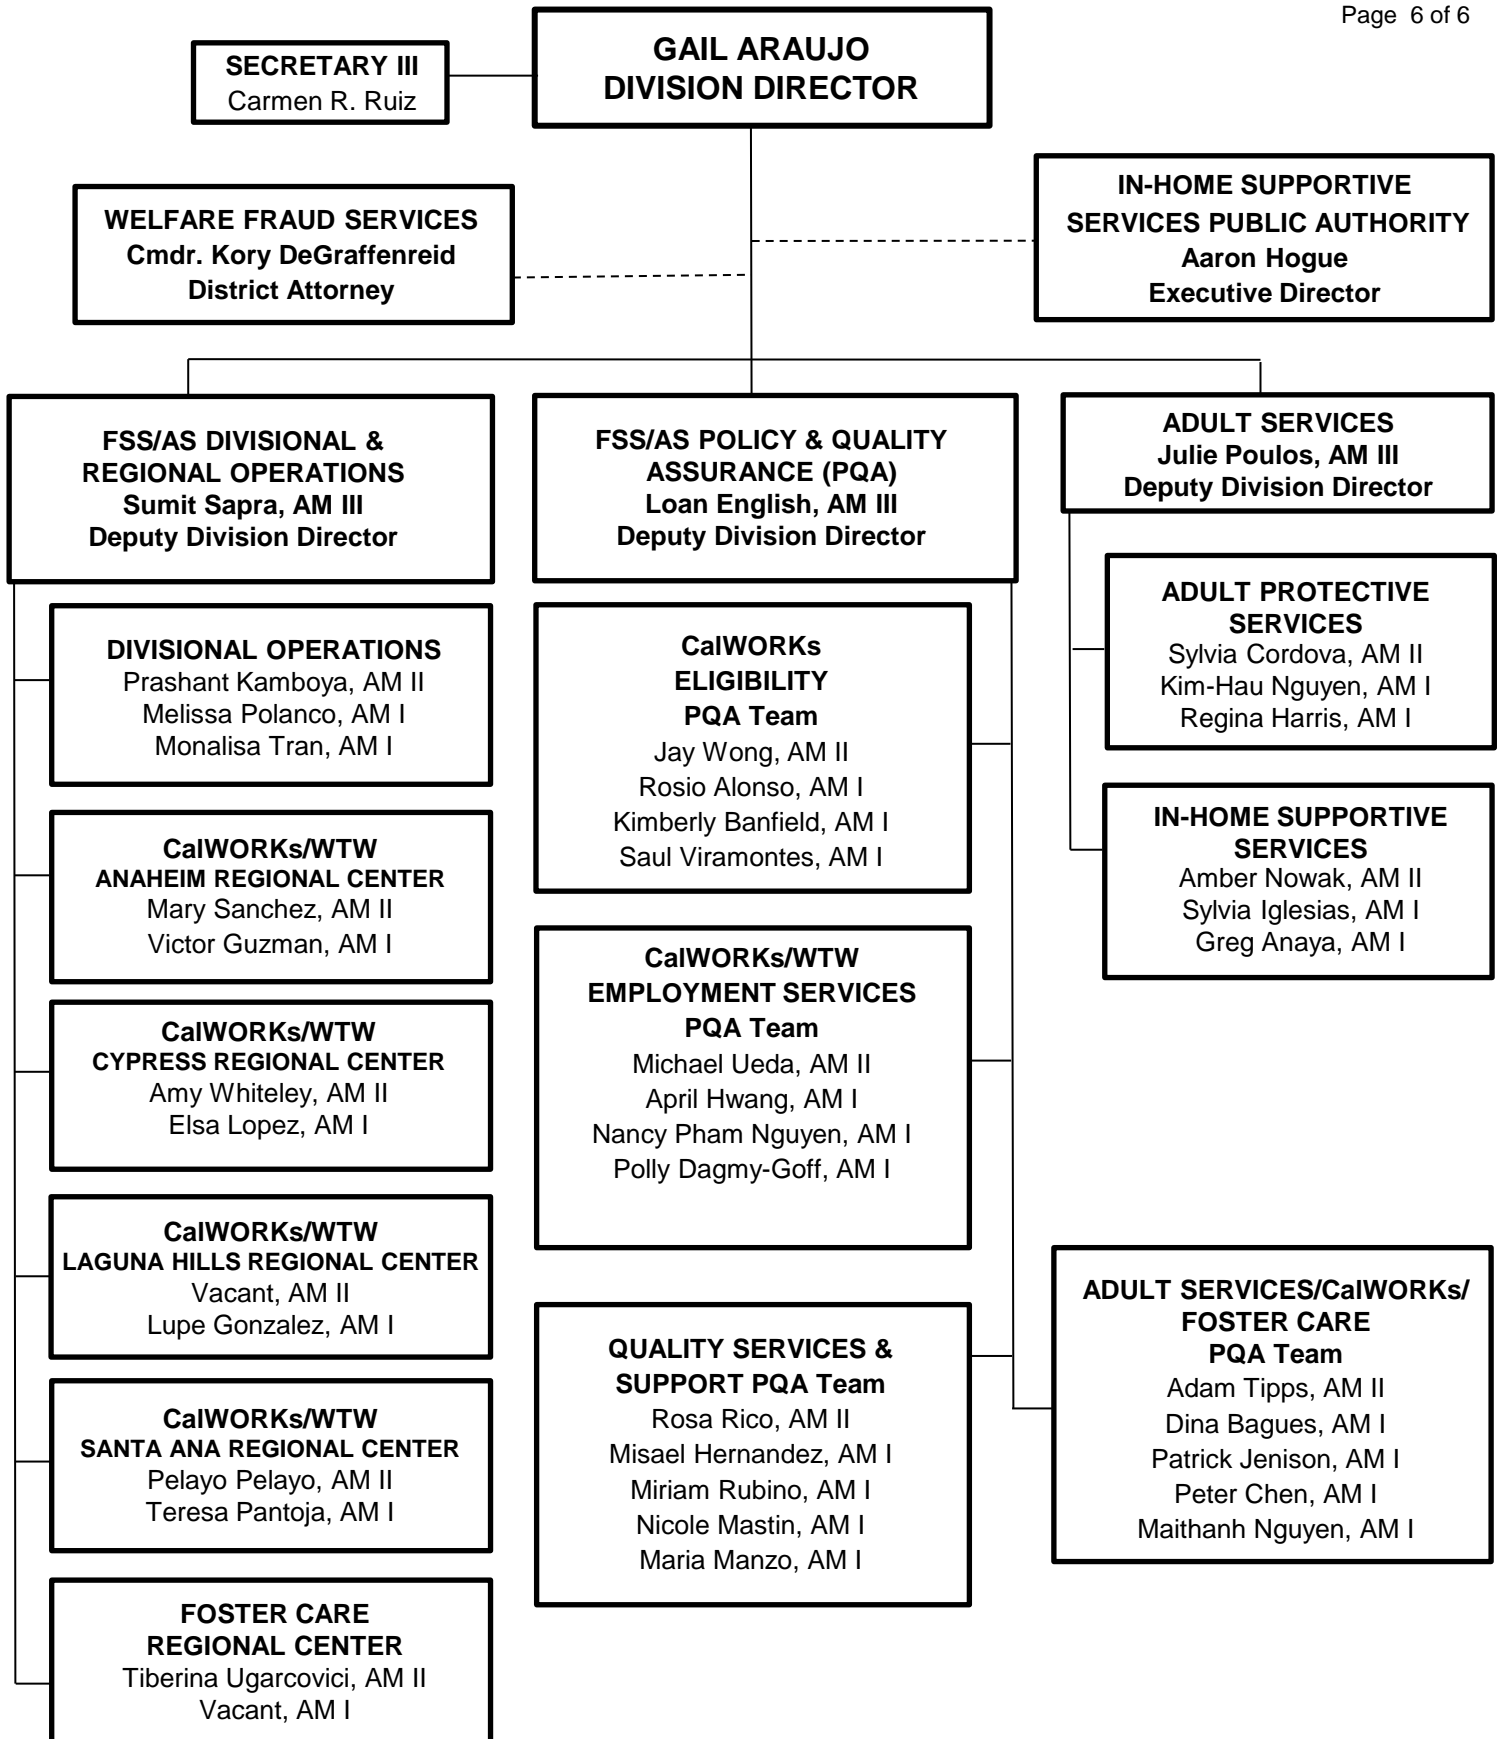 Page 6 of 6
GAIL ARAUJO
DIVISION DIRECTOR
SECRETARY III
Carmen R. Ruiz
WELFARE FRAUD SERVICES
Cmdr. Kory DeGraffenreid
District Attorney
IN-HOME SUPPORTIVE
SERVICES PUBLIC AUTHORITY
Aaron Hogue
Executive Director
FSS/AS DIVISIONAL &
REGIONAL OPERATIONS
Sumit Sapra, AM III
Deputy Division Director
DIVISIONAL OPERATIONS
Prashant Kamboya, AM II
Melissa Polanco, AM I
Monalisa Tran, AM I
CalWORKs/WTW
ANAHEIM REGIONAL CENTER
Mary Sanchez, AM II
Victor Guzman, AM I
CalWORKs/WTW
CYPRESS REGIONAL CENTER
Amy Whiteley, AM II
Elsa Lopez, AM I
CalWORKs/WTW
LAGUNA HILLS REGIONAL CENTER
Vacant, AM II
Lupe Gonzalez, AM I
CalWORKs/WTW
SANTA ANA REGIONAL CENTER
Pelayo Pelayo, AM II
Teresa Pantoja, AM I
FOSTER CARE
REGIONAL CENTER
Tiberina Ugarcovici, AM II
Vacant, AM I
FSS/AS POLICY & QUALITY
ASSURANCE (PQA)
Loan English, AM III
Deputy Division Director
CalWORKs
ELIGIBILITY
PQA Team
Jay Wong, AM II
Rosio Alonso, AM I
Kimberly Banfield, AM I
Saul Viramontes, AM I
CalWORKs/WTW
EMPLOYMENT SERVICES
PQA Team
Michael Ueda, AM II
April Hwang, AM I
Nancy Pham Nguyen, AM I
Polly Dagmy-Goff, AM I
QUALITY SERVICES &
SUPPORT PQA Team
Rosa Rico, AM II
Misael Hernandez, AM I
Miriam Rubino, AM I
Nicole Mastin, AM I
Maria Manzo, AM I
ADULT SERVICES/CalWORKs/
FOSTER CARE
PQA Team
Adam Tipps, AM II
Dina Bagues, AM I
Patrick Jenison, AM I
Peter Chen, AM I
Maithanh Nguyen, AM I
ADULT SERVICES
Julie Poulos, AM III
Deputy Division Director
ADULT PROTECTIVE
SERVICES
Sylvia Cordova, AM II
Kim-Hau Nguyen, AM I
Regina Harris, AM I
IN-HOME SUPPORTIVE
SERVICES
Amber Nowak, AM II
Sylvia Iglesias, AM I
Greg Anaya, AM I